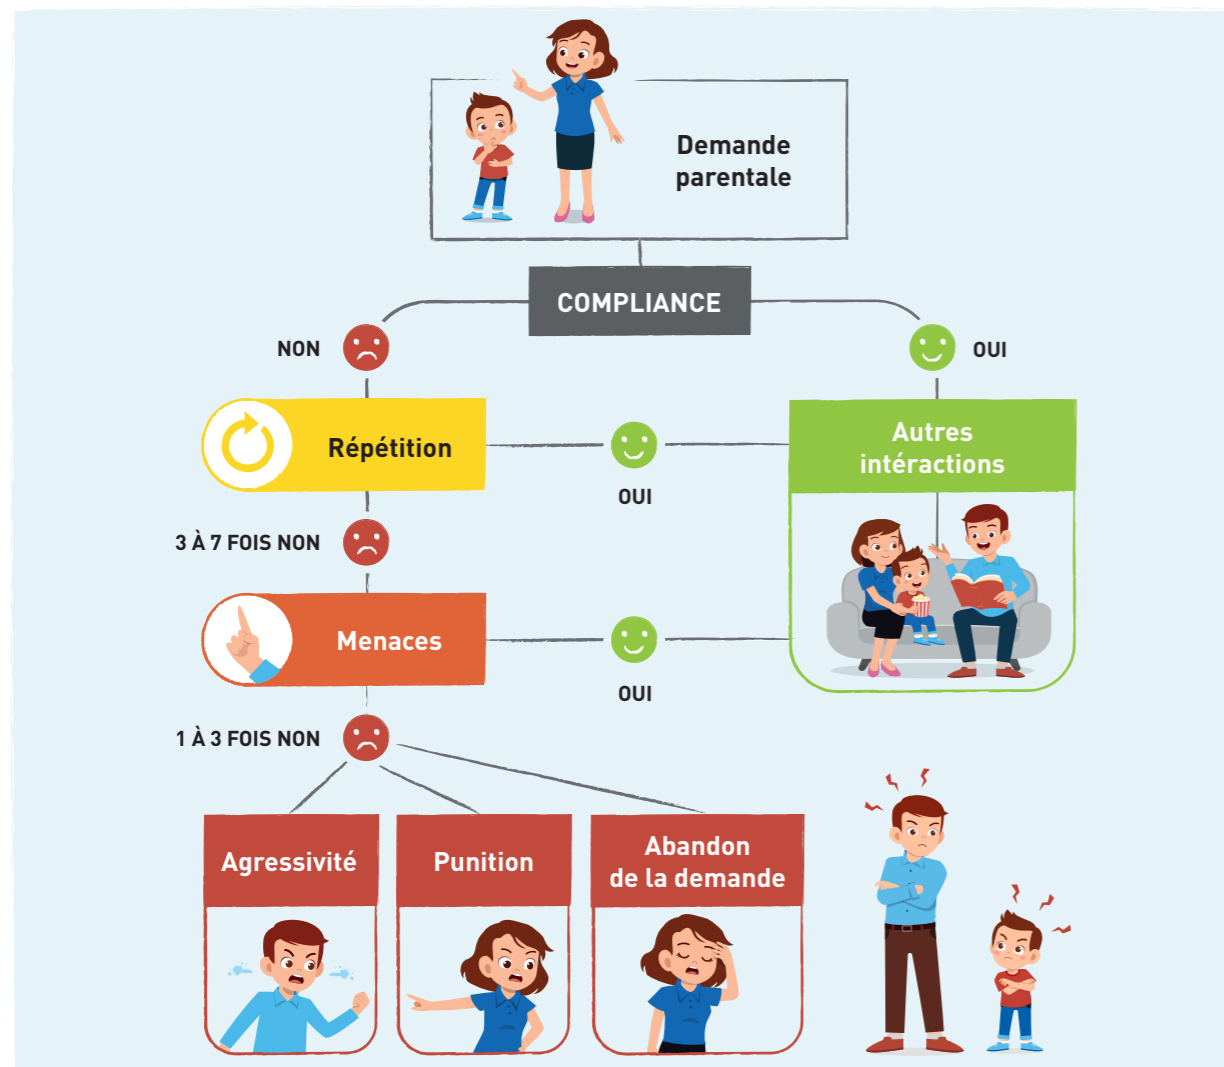 Demande
parentale
COMPLIANCE
NON
OUI
Répétition
OUI
Autres
intéractions
3 À 7 FOIS NON
Menaces
OUI
1 À 3 FOIS NON
Agressivité
Punition
Abandon
de la demande